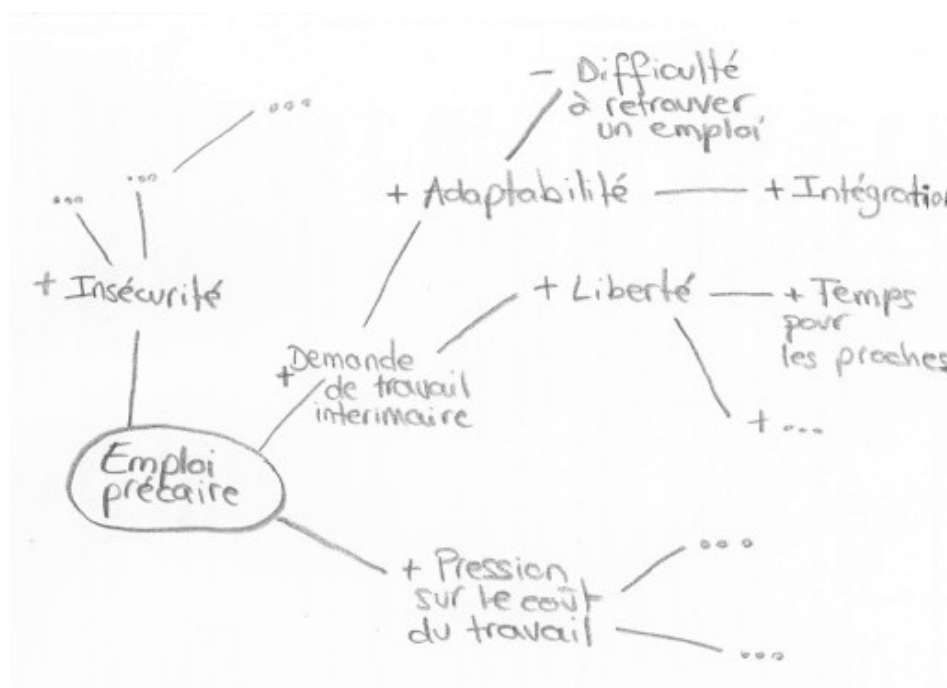 - Difficulté
à retrouver
un emploi
...
+ Adaptabilité
+ Intégration
...
...
+ Insécurité
+ Liberté
+ Temps
pour
les proches
+ Demande
de travail
interimaire
+ ...
Emploi
précaire
+ Pression
sur le coût
du travail
...
...